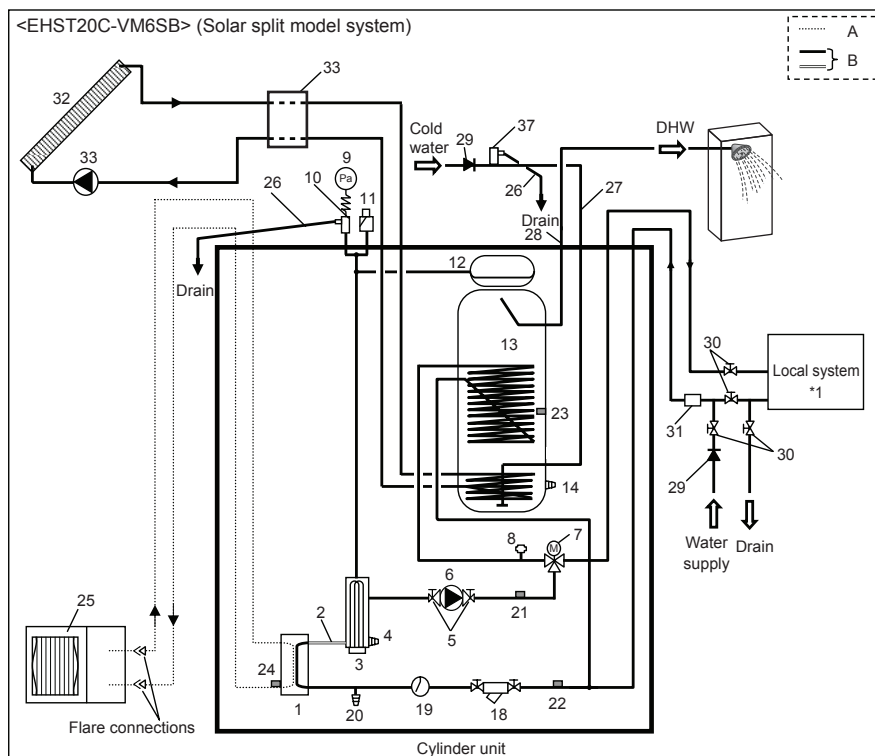 <EHST20C-VM6SB> (Solar split model system)
A
B
33
32
33
9
Pa
10
11
26
Drain
Cold
water
29
37
26
Drain
28
27
DHW
12
13
23
14
30
Local system
*1
31
30
29
Water
supply
Drain
8
7
M
6
5
21
2
4
3
25
24
1
20
19
18
22
Flare connections
Cylinder unit